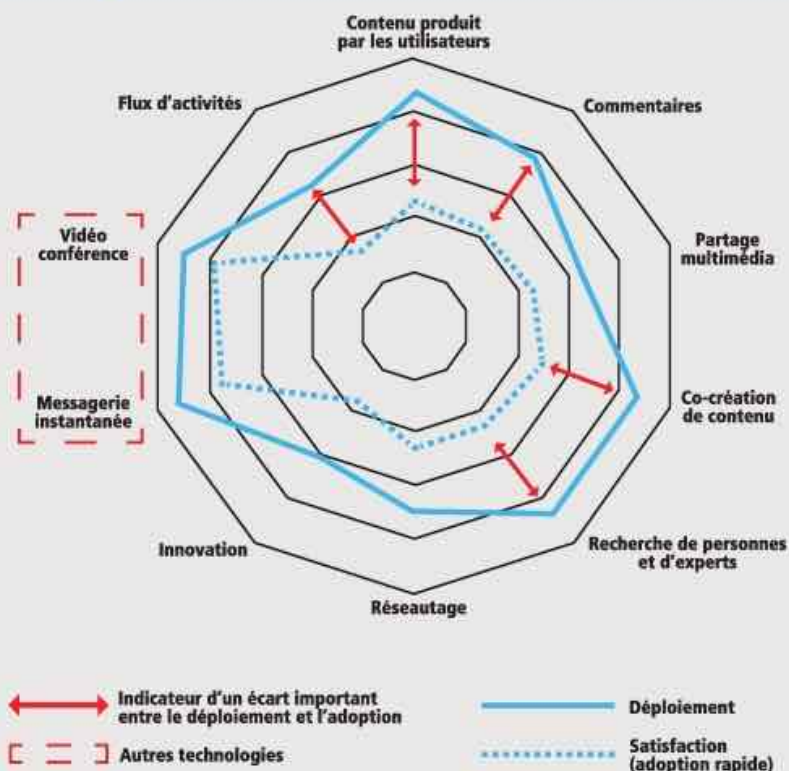 Contenu produit
par les utilisateurs
Flux d'activités
Commentaires
Vidéo
conférence
Partage
multimédia
Messagerie
instantanée
Co-création
de contenu
Innovation
Recherche de personnes
et d'experts
Réseautage
Indicateur d'un écart important
entre le déploiement et l'adoption
Déploiement
Autres technologies
Satisfaction
(adoption rapide)